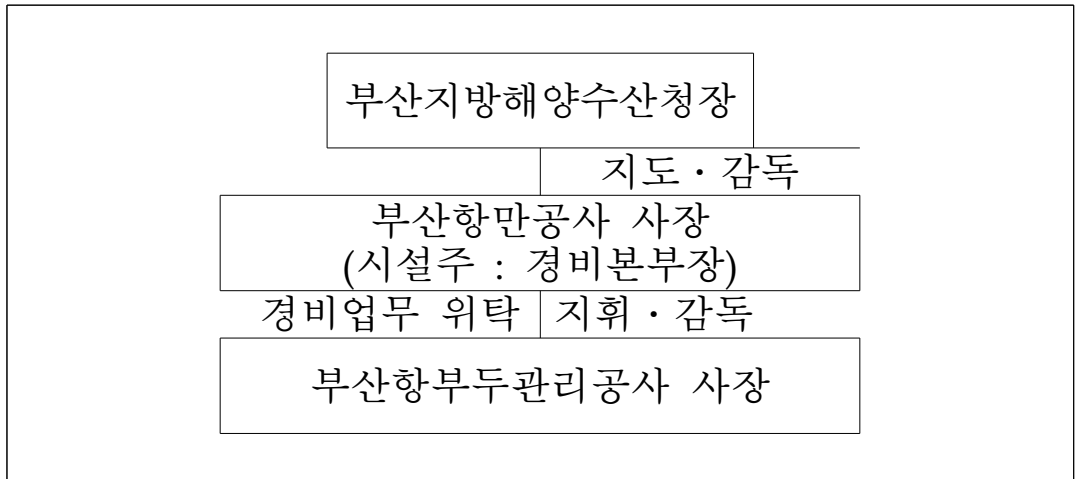 부산지방해양수산청장
지도·감독
부산항만공사 사장
(시설주 : 경비본부장)
경비업무 위탁 지휘·감독
부산항부두관리공사 사장